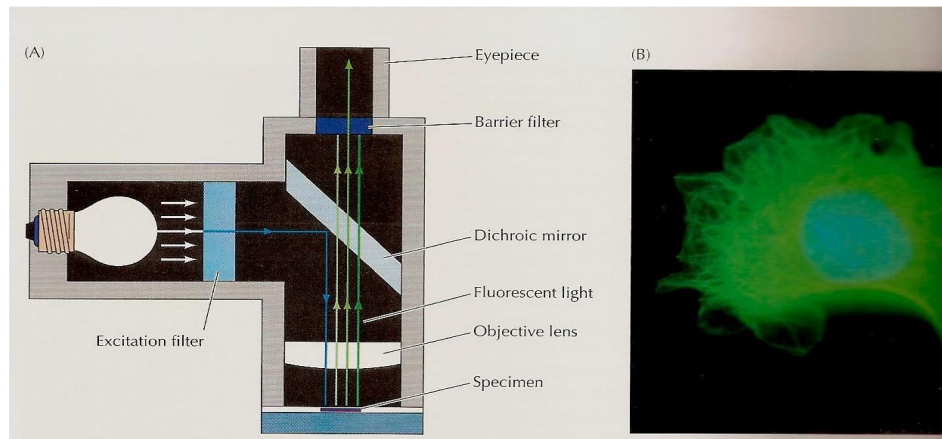 (A)
Eyepiece
(B)
Barrier filter
Dichroic mirror
Fluorescent light
Excitation filter
Objective lens
Specimen